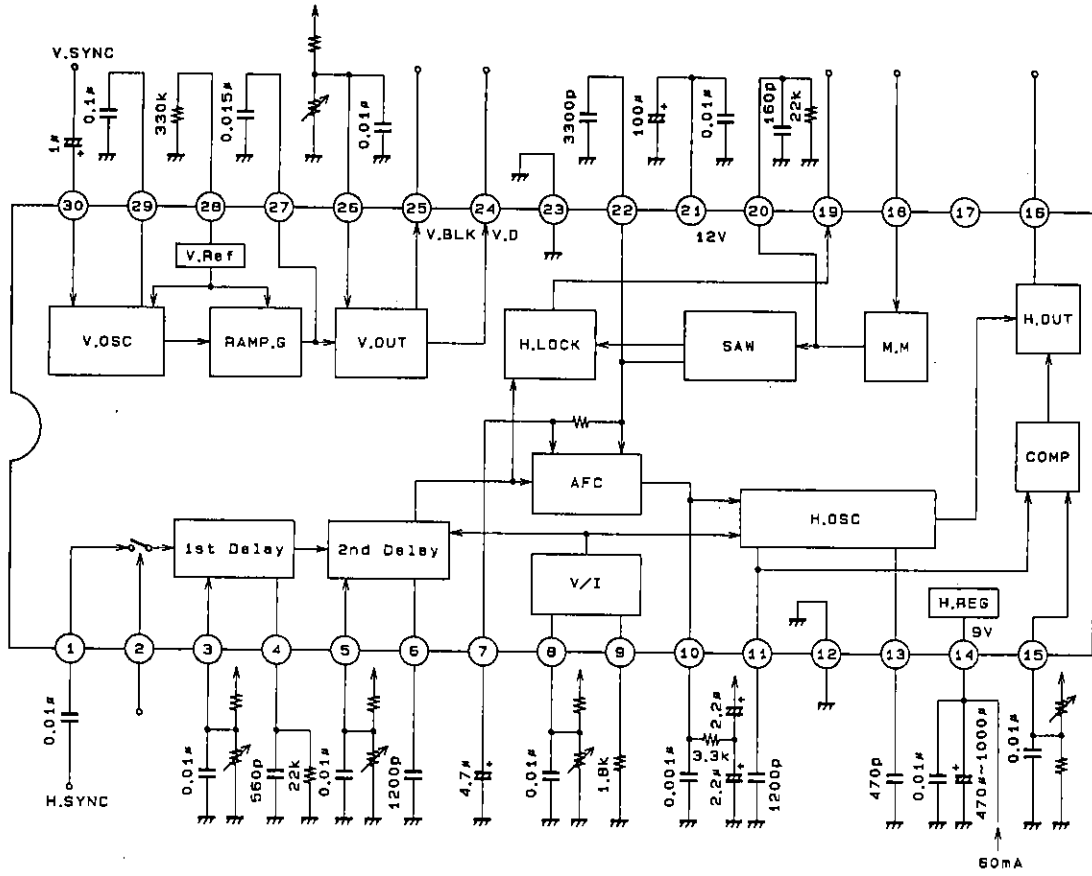 V.SYNC
1µ
0.1µ
330k
0.015µ
0.01µ
3300p
100µ
0.01µ
160p
22k
30
29
28
27
26
25
24
23
22
21
20
19
16
17
16
V.BLK
V.D
12V
V.Ref
V.OSC
RAMP.G
V.OUT
H.LOCK
SAW
M.M
H.OUT
AFC
COMP
1st Delay
2nd Delay
H.OSC
V/I
H.REG
9V
1
2
3
4
5
6
7
8
9
10
11
12
13
14
15
0.01µ
H.SYNC
0.01µ
560p
22k
0.01µ
1200p
4.7µ
0.01µ
1.8k
0.001µ
3.3k
2.2µ
2.2µ
1200p
470p
0.01µ
470µ~1000µ
0.01µ
60mA